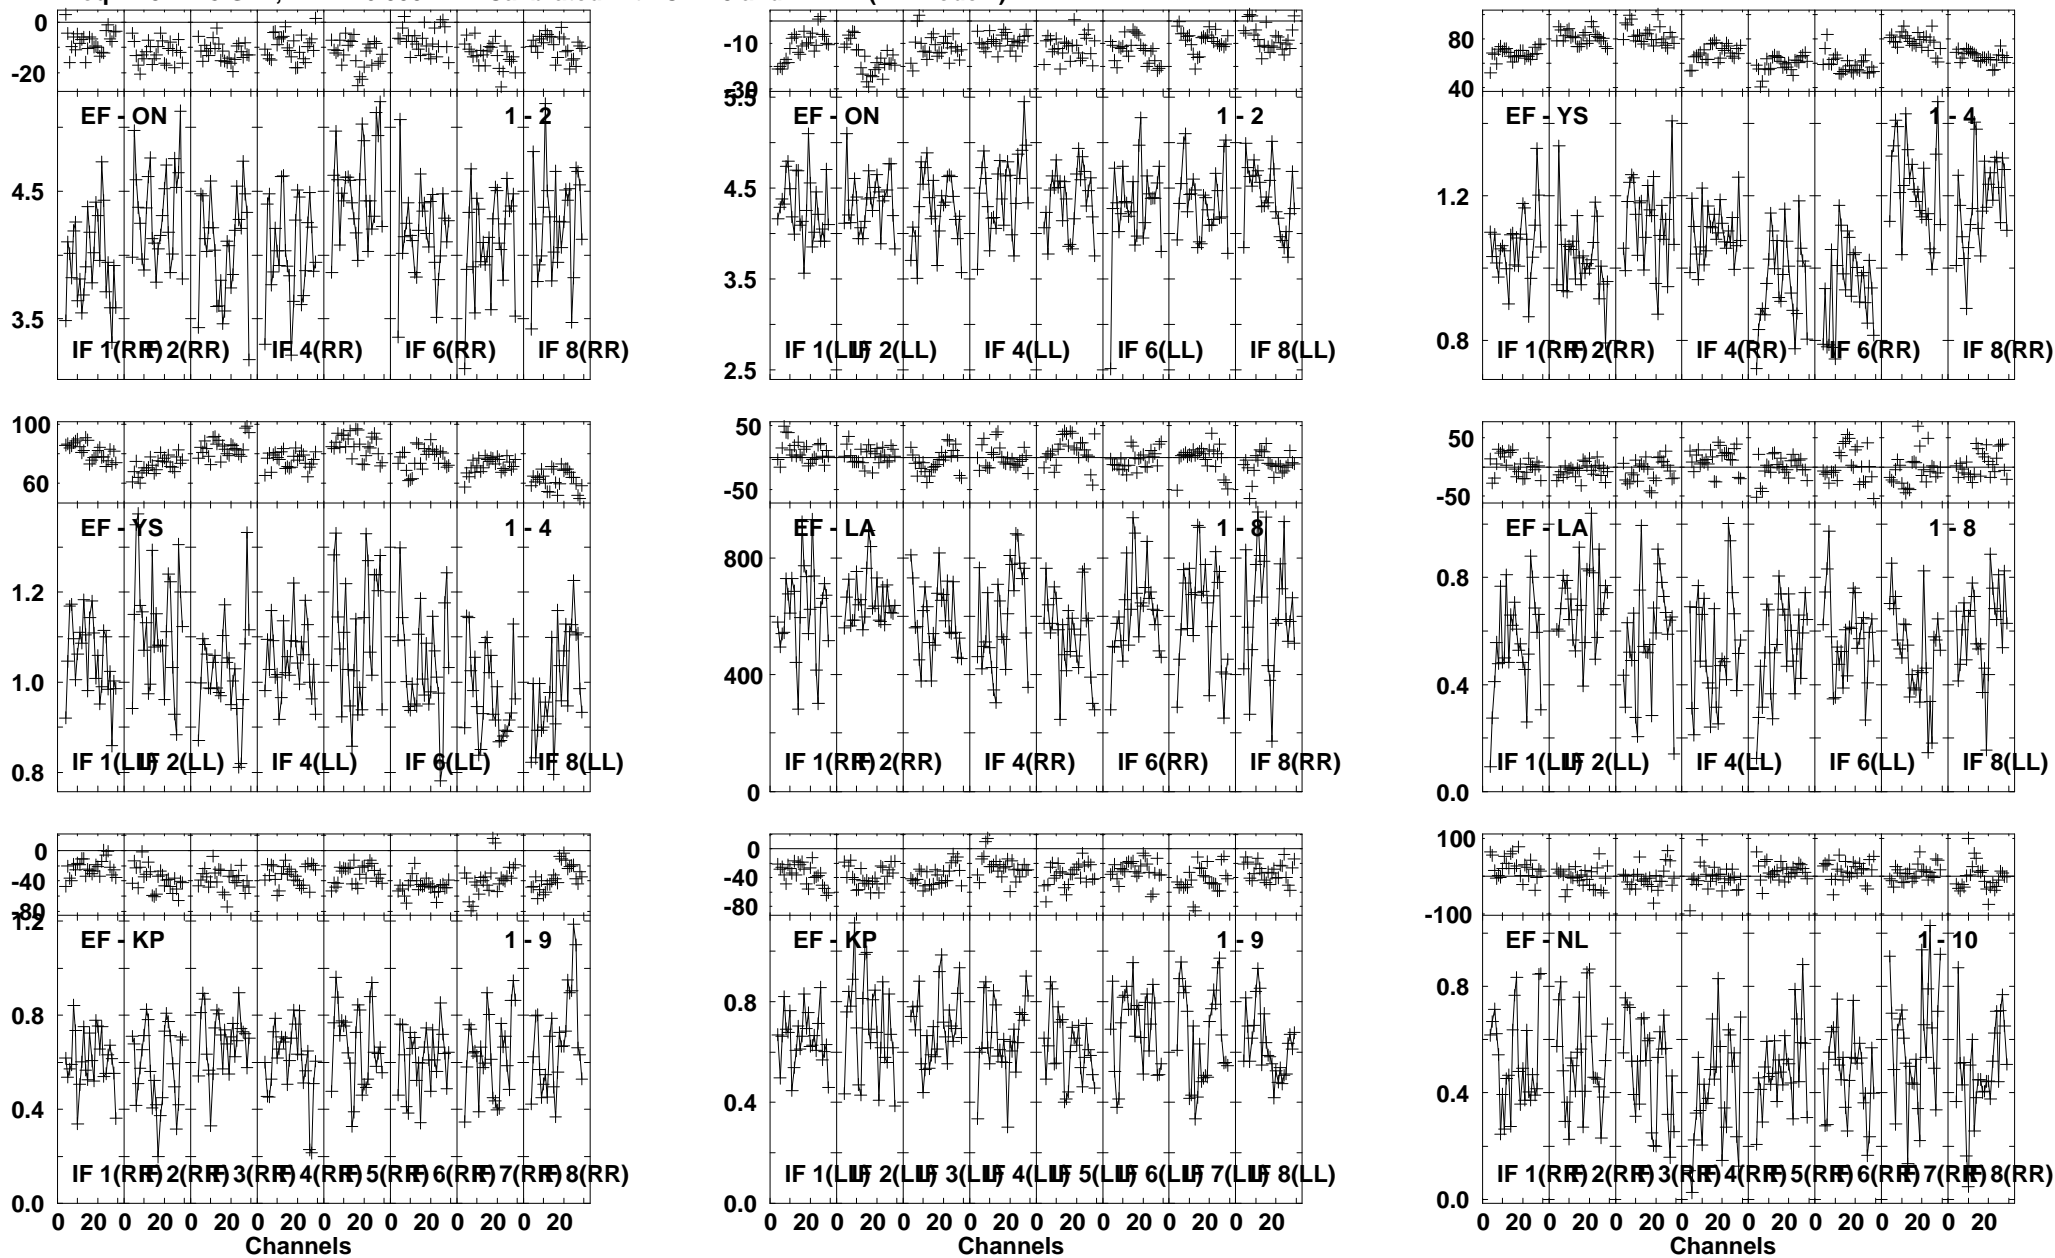 0 -10 80
-20 -30 40
5.5
EF - ON 1 - 2 EF - ON 1 - 2 EF - YS 1 - 4
4.5 4.5 1.2
3.5 3.5 0.8
IF 1(RR) IF 2(RR) IF 4(RR) IF 6(RR) IF 8(RR) IF 1(LL) IF 2(LL) IF 4(LL) IF 6(LL) IF 8(LL) IF 1(RR) IF 2(RR) IF 4(RR) IF 6(RR) IF 8(RR)
2.5
100 50 50
60 -50 -50
EF - YS 1 - 4 EF - LA 1 - 8 EF - LA 1 - 8
1.2 800 0.8
1.0 400 0.4
IF 1(LL) IF 2(LL) IF 4(LL) IF 6(LL) IF 8(LL) IF 1(RR) IF 2(RR) IF 4(RR) IF 6(RR) IF 8(RR) IF 1(LL) IF 2(LL) IF 4(LL) IF 6(LL) IF 8(LL)
0.8 0 0.0
0 0 100
-40 -40
-80 -80 -100
1.2
EF - KP 1 - 9 EF - KP 1 - 9 EF - NL 1 - 10
0.8 0.8 0.8
0.4 0.4 0.4
IF 1(RR) IF 2(RR) IF 3(RR) IF 4(RR) IF 5(RR) IF 6(RR) IF 7(RR) IF 8(RR) IF 1(LL) IF 2(LL) IF 3(LL) IF 4(LL) IF 5(LL) IF 6(LL) IF 7(LL) IF 8(LL) IF 1(RR) IF 2(RR) IF 3(RR) IF 4(RR) IF 5(RR) IF 6(RR) IF 7(RR) IF 8(RR)
0.0 0.0 0.0
0 20 0 20 0 20 0 20 0 20 0 20 0 20 0 20 0 20 0 20 0 20 0 20 0 20 0 20 0 20 0 20 0 20 0 20 0 20 0 20 0 20 0 20 0 20 0 20
Channels Channels Channels